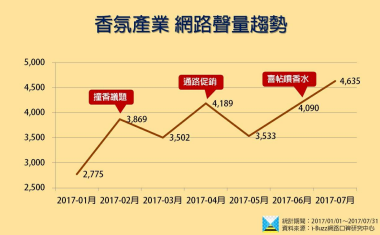 香氛產業 網路聲量趨勢
5,000
4,500
4,000
3,500
3,000
2,500
2,775
撞香議題
3,869
3,502
通路促銷
4,189
3,533
喜帖噴香水
4,090
4,635
2017-01月 2017-02月 2017-03月 2017-04月 2017-05月 2017-06月 2017-07月
統計期間：2017/01/01～2017/07/31
資料來源：i-Buzz網路口碑研究中心